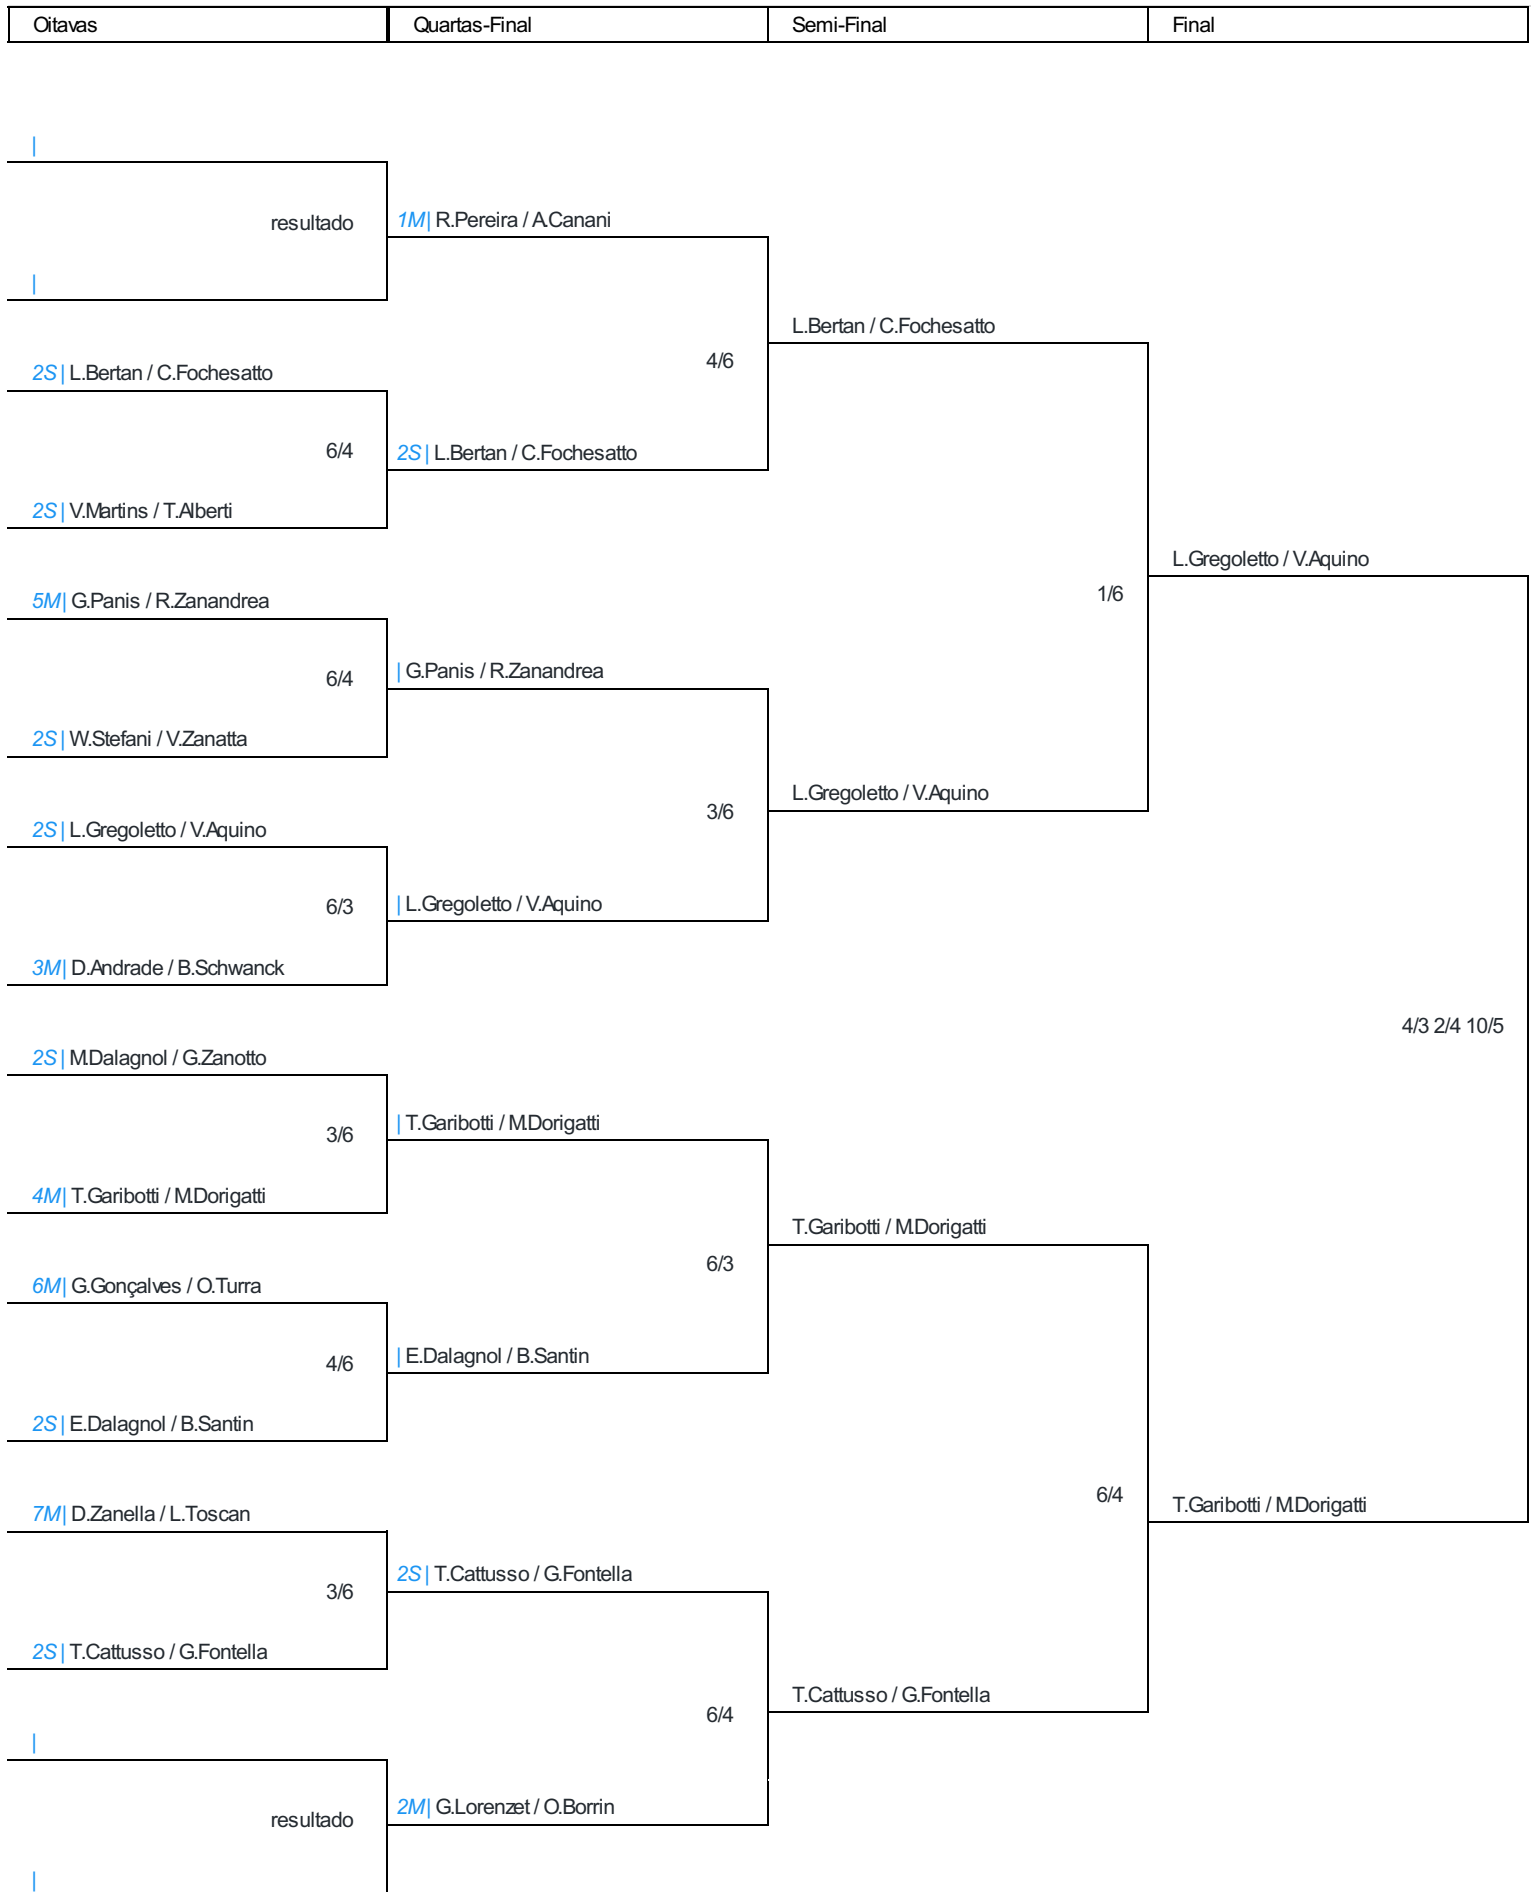 Oitavas Quartas-Final Semi-Final Final
|
resultado
1M| R.Pereira / A.Canani
|
L.Bertan / C.Fochesatto
4/6
2S| L.Bertan / C.Fochesatto
6/4
2S| L.Bertan / C.Fochesatto
2S| V.Martins / T.Alberti
L.Gregoletto / V.Aquino
1/6
5M| G.Panis / R.Zanandrea
6/4
| G.Panis / R.Zanandrea
2S| W.Stefani / V.Zanatta
L.Gregoletto / V.Aquino
3/6
2S| L.Gregoletto / V.Aquino
6/3
| L.Gregoletto / V.Aquino
3M| D.Andrade / B.Schwanck
4/3 2/4 10/5
2S| M.Dalagnol / G.Zanotto
3/6
| T.Garibotti / M.Dorigatti
4M| T.Garibotti / M.Dorigatti
T.Garibotti / M.Dorigatti
6/3
6M| G.Gonçalves / O.Turra
4/6
| E.Dalagnol / B.Santin
2S| E.Dalagnol / B.Santin
6/4
T.Garibotti / M.Dorigatti
7M| D.Zanella / L.Toscan
3/6
2S| T.Cattusso / G.Fontella
2S| T.Cattusso / G.Fontella
T.Cattusso / G.Fontella
6/4
|
resultado
2M| G.Lorenzet / O.Borrin
|